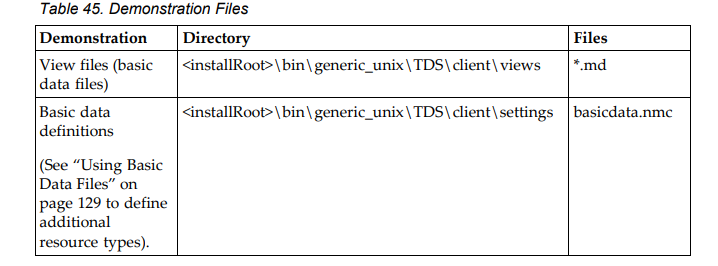 Table 45. Demonstration Files
Demonstration Directory Files
View files (basic <installRoot>\bin\generic_unix\TDS\client\views *.md
data files)
Basic data <installRoot>\bin\generic_unix\TDS\client\settings basicdata.nmc
definitions
(See “Using Basic
Data Files” on
page 129 to define
additional
resource types).